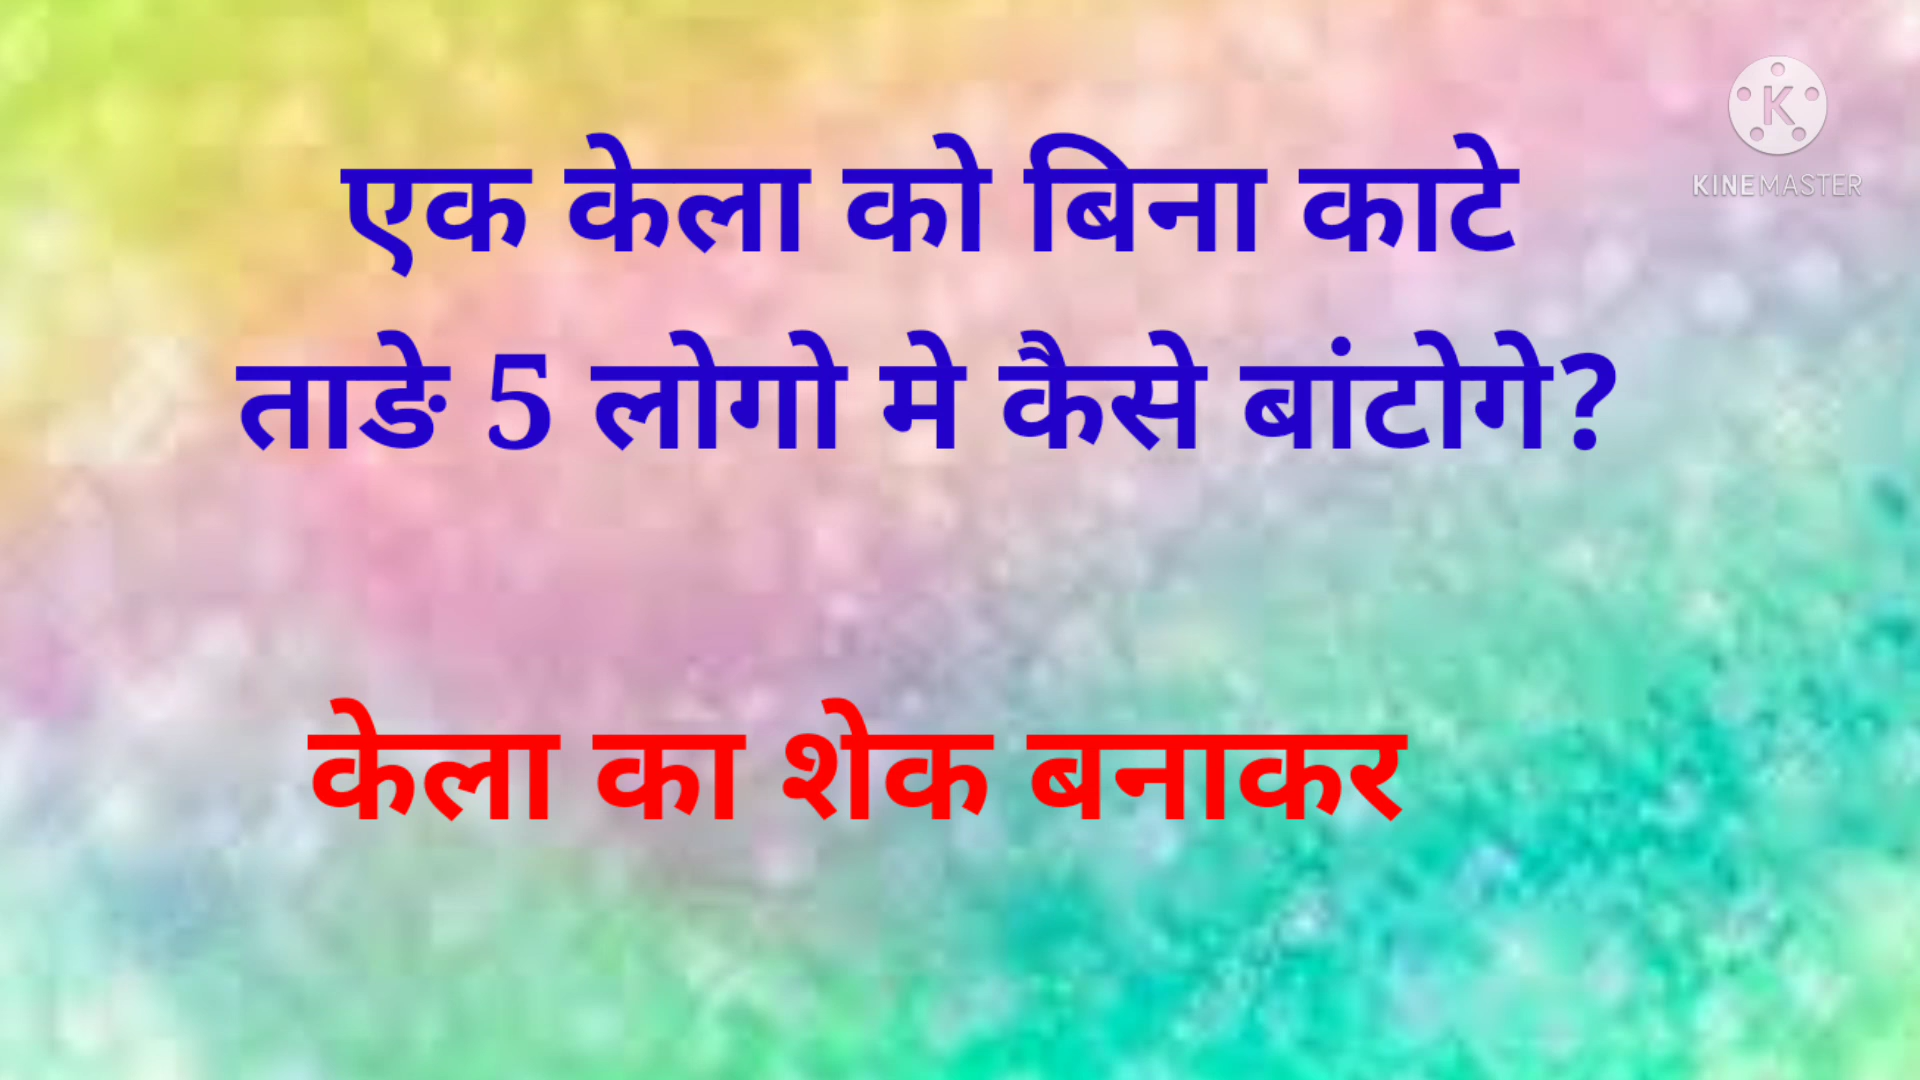 KINEMASTER
एक केला को बिना काटे
ताङे 5 लोगो मे कैसे बांटोगे?
केला का शेक बनाकर